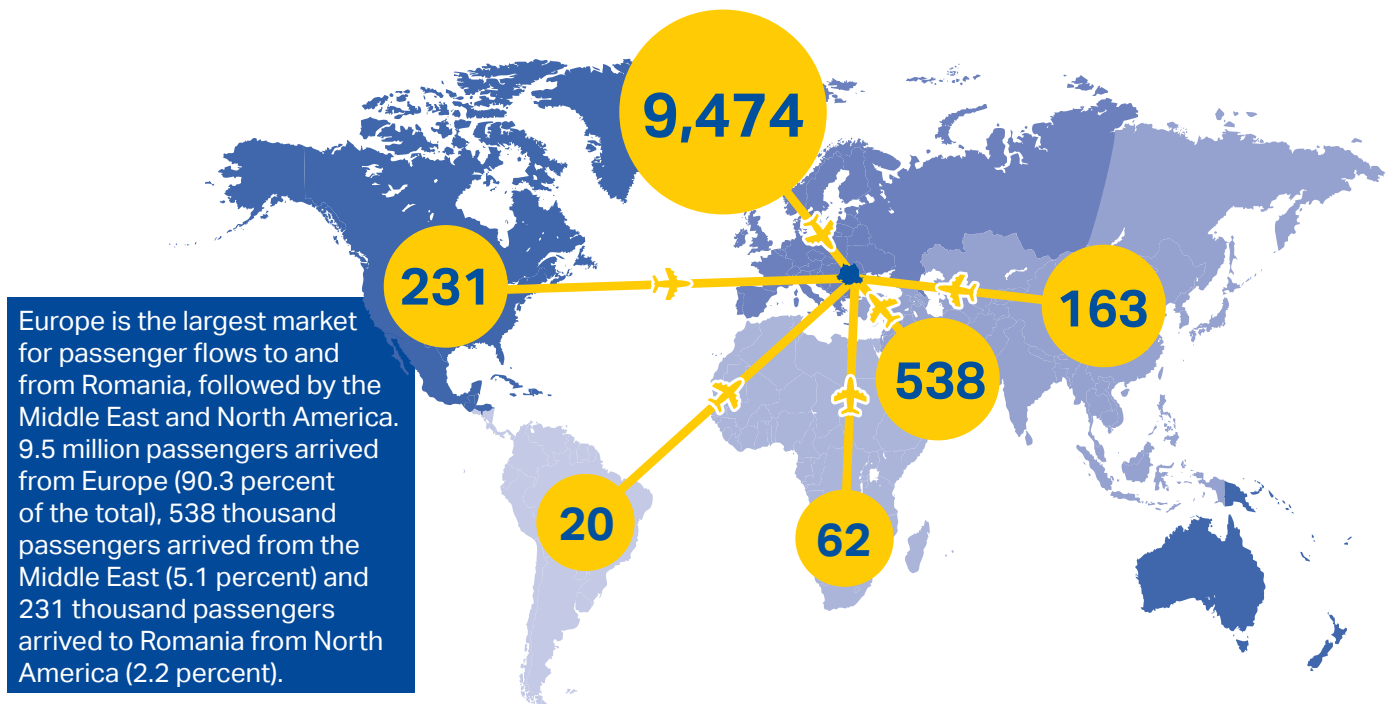 9,474
231
163
538
20
62
Europe is the largest market
for passenger flows to and
from Romania, followed by the
Middle East and North America.
9.5 million passengers arrived
from Europe (90.3 percent
of the total), 538 thousand
passengers arrived from the
Middle East (5.1 percent) and
231 thousand passengers
arrived to Romania from North
America (2.2 percent).